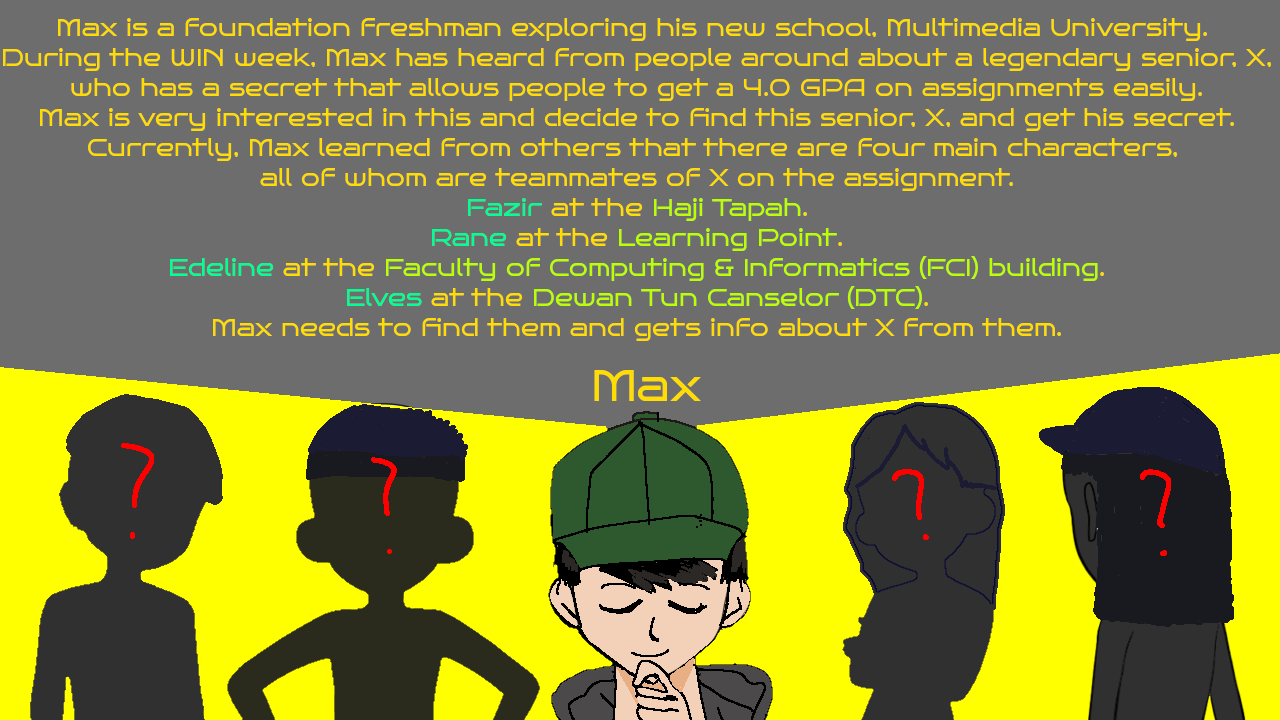 Max is a Foundation Freshman exploring his new school, Multimedia University.
During the WIN week, Max has heard from people around about a legendary senior, X,
who has a secret that allows people to get a 4.0 GPA on assignments easily.
Max is very interested in this and decide to find this senior, X, and get his secret.
Currently, Max learned from others that there are four main characters,
all of whom are teammates of X on the assignment.
Fazir at the Haji Tapah.
Rane at the Learning Point.
Edeline at the Faculty of Computing & Informatics (FCI) building.
Elves at the Dewan Tun Canselor (DTC).
Max needs to find them and gets info about X from them.
Max
? ? ? ?